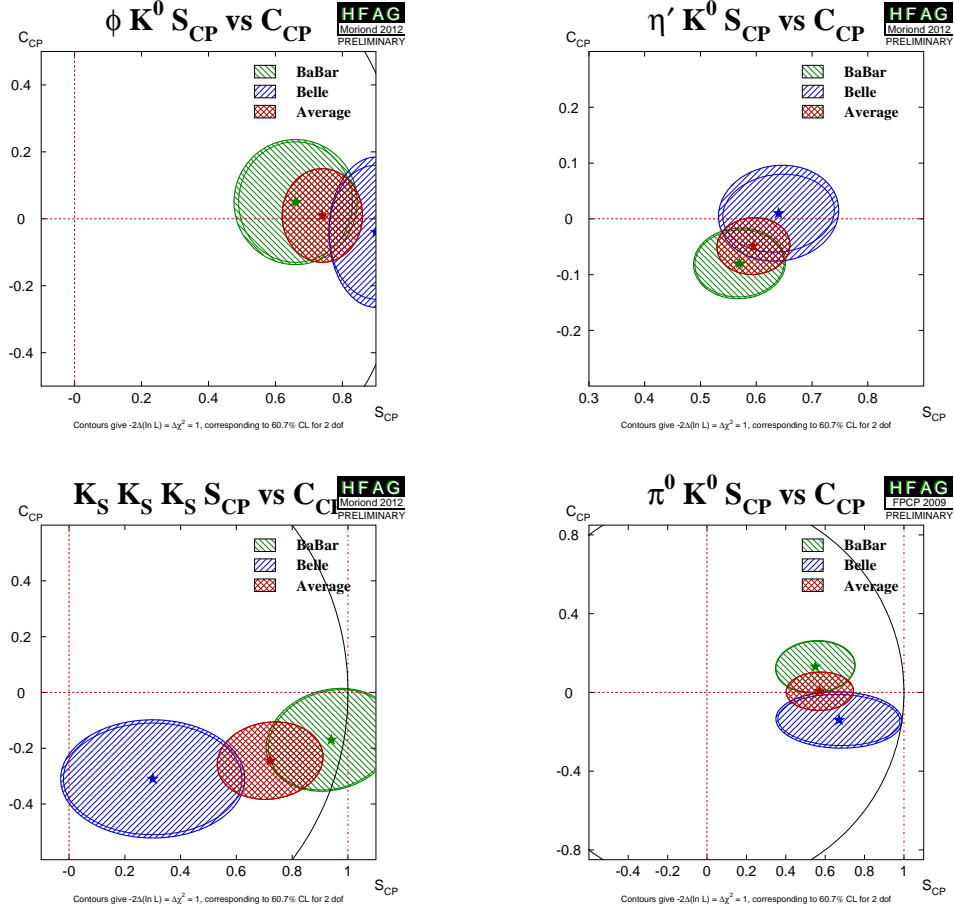 ϕ K⁰ S_CP vs C_CP
HFAG
Moriond 2012
PRELIMINARY
C_CP
BaBar
Belle
Average
0.4
0.2
0
-0.2
-0.4
-0 0.2 0.4 0.6 0.8
S_CP
Contours give -2Δ(ln L) = Δχ² = 1, corresponding to 60.7% CL for 2 dof
η′ K⁰ S_CP vs C_CP
HFAG
Moriond 2012
PRELIMINARY
C_CP
BaBar
Belle
Average
0.2
0.1
0
-0.1
-0.2
0.3 0.4 0.5 0.6 0.7 0.8
S_CP
Contours give -2Δ(ln L) = Δχ² = 1, corresponding to 60.7% CL for 2 dof
K_S K_S K_S S_CP vs C_CP
HFAG
Moriond 2012
PRELIMINARY
C_CP
BaBar
Belle
Average
0.4
0.2
0
-0.2
-0.4
-0 0.2 0.4 0.6 0.8 1
S_CP
Contours give -2Δ(ln L) = Δχ² = 1, corresponding to 60.7% CL for 2 dof
π⁰ K⁰ S_CP vs C_CP
HFAG
FPCP 2009
PRELIMINARY
C_CP
BaBar
Belle
Average
0.8
0.4
0
-0.4
-0.8
-0.4 -0.2 0 0.2 0.4 0.6 0.8 1
S_CP
Contours give -2Δ(ln L) = Δχ² = 1, corresponding to 60.7% CL for 2 dof